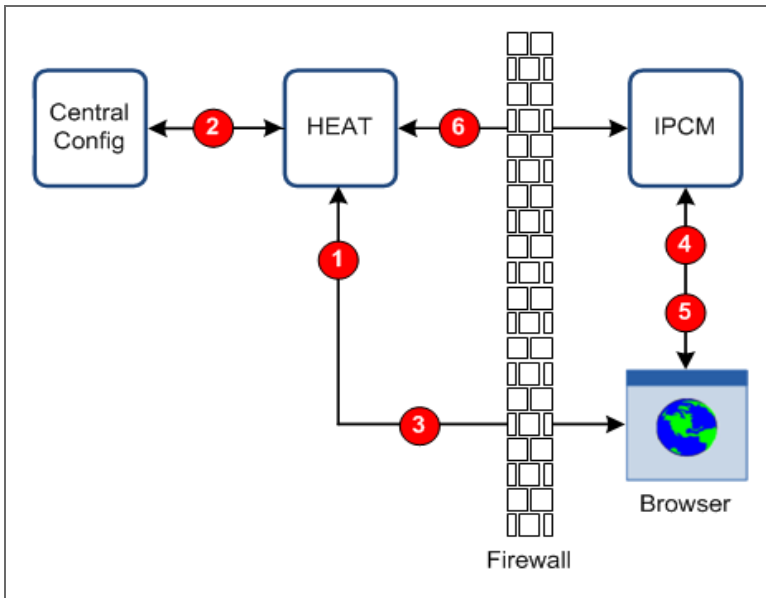 Central
Config
2
HEAT
6
IPCM
1
4
5
3
Browser
Firewall